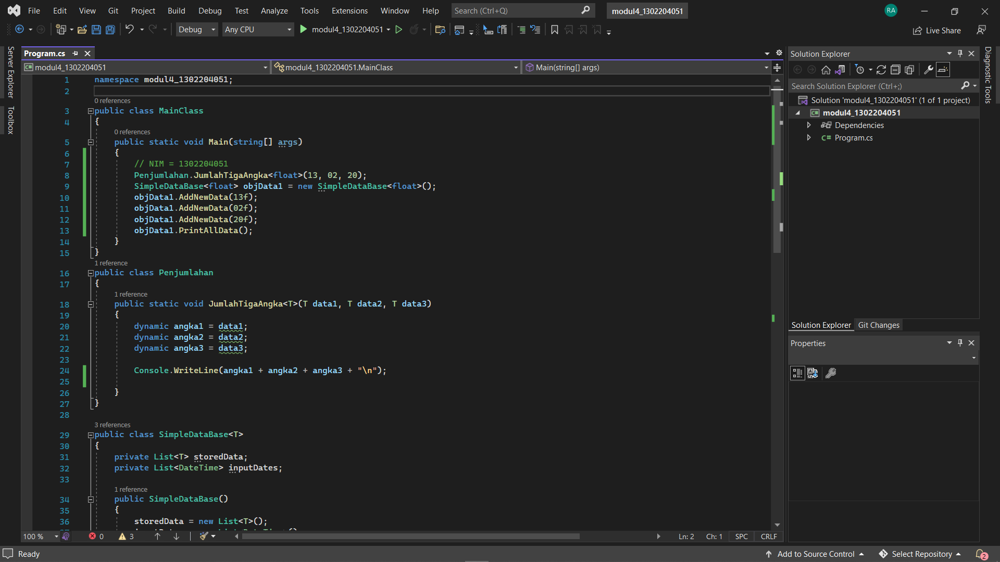 File Edit View Git Project Build Debug Test Analyze Tools Extensions Window Help Search (Ctrl+Q) modul4_1302204051 RA
Debug Any CPU modul4_1302204051 Live Share
Server Explorer
Toolbox
Program.cs
modul4_1302204051 modul4_1302204051.MainClass Main(string[] args)
1 namespace modul4_1302204051;
2
0 references
3 public class MainClass
4 {
0 references
5 public static void Main(string[] args)
6 {
7 // NIM = 1302204051
8 Penjumlahan.JumlahTigaAngka<float>(13, 02, 20);
9 SimpleDataBase<float> objData1 = new SimpleDataBase<float>();
10 objData1.AddNewData(13f);
11 objData1.AddNewData(02f);
12 objData1.AddNewData(20f);
13 objData1.PrintAllData();
14 }
15 }
1 reference
16 public class Penjumlahan
17 {
1 reference
18 public static void JumlahTigaAngka<T>(T data1, T data2, T data3)
19 {
20 dynamic angka1 = data1;
21 dynamic angka2 = data2;
22 dynamic angka3 = data3;
23
24 Console.WriteLine(angka1 + angka2 + angka3 + "\n");
25
26 }
27 }
28
3 references
29 public class SimpleDataBase<T>
30 {
31 private List<T> storedData;
32 private List<DateTime> inputDates;
33
1 reference
34 public SimpleDataBase()
35 {
36 storedData = new List<T>();
100 % 0 3 Ln: 2 Ch: 1 SPC CRLF
Solution Explorer
Search Solution Explorer (Ctrl+;)
Solution 'modul4_1302204051' (1 of 1 project)
C# modul4_1302204051
Dependencies
C# Program.cs
Solution Explorer Git Changes
Properties
Diagnostic Tools
Ready Add to Source Control Select Repository 2